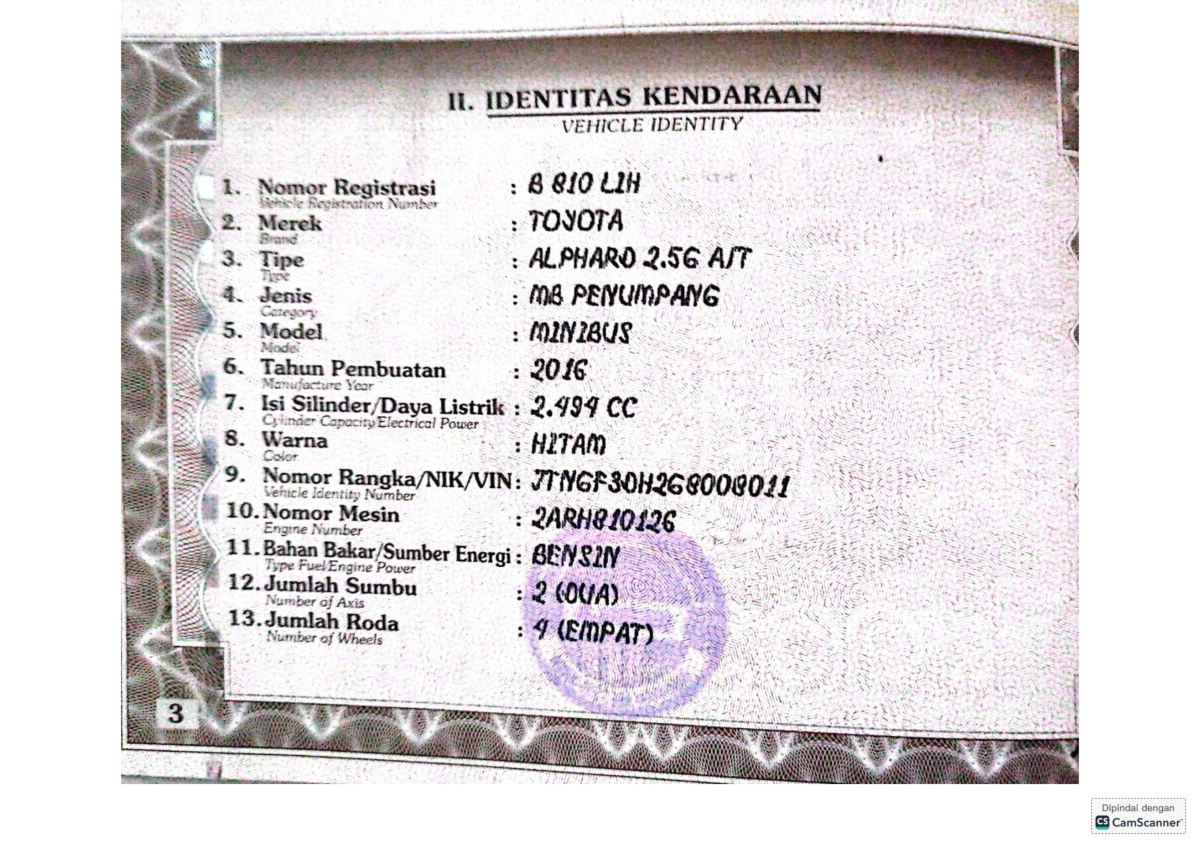 II. IDENTITAS KENDARAAN
VEHICLE IDENTITY
1. Nomor Registrasi : B 810 LIH
Vehicle Registration Number
2. Merek : TOYOTA
Brand
3. Tipe : ALPHARD 2.5G A/T
Type
4. Jenis : MB PENUMPANG
Category
5. Model : MINIBUS
Model
6. Tahun Pembuatan : 2016
Manufacture Year
7. Isi Silinder/Daya Listrik : 2.494 CC
Cylinder Capacity/Electrical Power
8. Warna : HITAM
Color
9. Nomor Rangka/NIK/VIN : JTNGF30H268008011
Vehicle Identity Number
10. Nomor Mesin : 2ARH810126
Engine Number
11. Bahan Bakar/Sumber Energi : BENSIN
Type Fuel/Engine Power
12. Jumlah Sumbu : 2 (DUA)
Number of Axis
13. Jumlah Roda : 4 (EMPAT)
Number of Wheels
3
Dipindai dengan
CS CamScanner